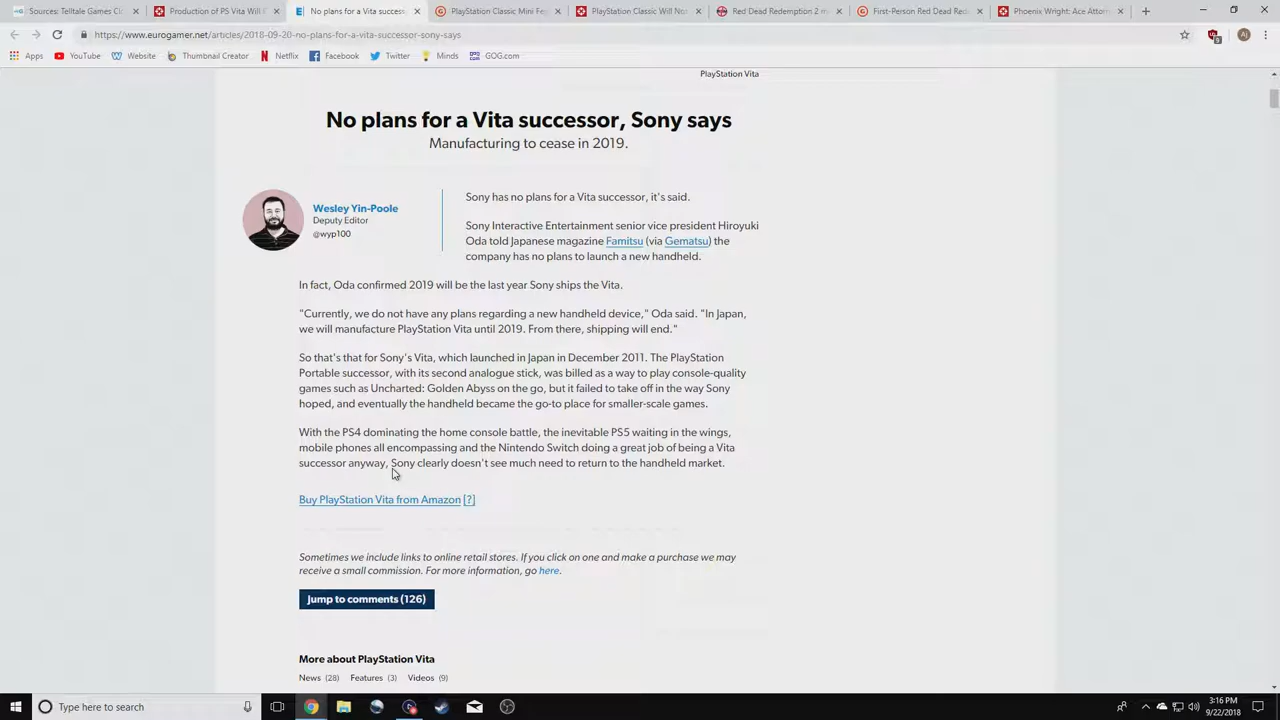 Sources: Telltale Games Cl
Production of PS Vita Will E
No plans for a Vita success
PlayStation Classic Mini Fe
PlayStation Classic Will Not
Red Dead Redemption 2 m
First-Person Red Dead Red
Phoenix Wright: Ace Attorn
https://www.eurogamer.net/articles/2018-09-20-no-plans-for-a-vita-successor-sony-says
Apps YouTube Website Thumbnail Creator Netflix Facebook Twitter Minds GOG.com
PlayStation Vita
No plans for a Vita successor, Sony says
Manufacturing to cease in 2019.
Wesley Yin-Poole
Deputy Editor
@wyp100
Sony has no plans for a Vita successor, it's said.
Sony Interactive Entertainment senior vice president Hiroyuki
Oda told Japanese magazine Famitsu (via Gematsu) the
company has no plans to launch a new handheld.
In fact, Oda confirmed 2019 will be the last year Sony ships the Vita.
"Currently, we do not have any plans regarding a new handheld device," Oda said. "In Japan,
we will manufacture PlayStation Vita until 2019. From there, shipping will end."
So that's that for Sony's Vita, which launched in Japan in December 2011. The PlayStation
Portable successor, with its second analogue stick, was billed as a way to play console-quality
games such as Uncharted: Golden Abyss on the go, but it failed to take off in the way Sony
hoped, and eventually the handheld became the go-to place for smaller-scale games.
With the PS4 dominating the home console battle, the inevitable PS5 waiting in the wings,
mobile phones all encompassing and the Nintendo Switch doing a great job of being a Vita
successor anyway, Sony clearly doesn't see much need to return to the handheld market.
Buy PlayStation Vita from Amazon [?]
Sometimes we include links to online retail stores. If you click on one and make a purchase we may
receive a small commission. For more information, go here.
Jump to comments (126)
More about PlayStation Vita
News (28) Features (3) Videos (9)
Type here to search
3:16 PM
9/22/2018